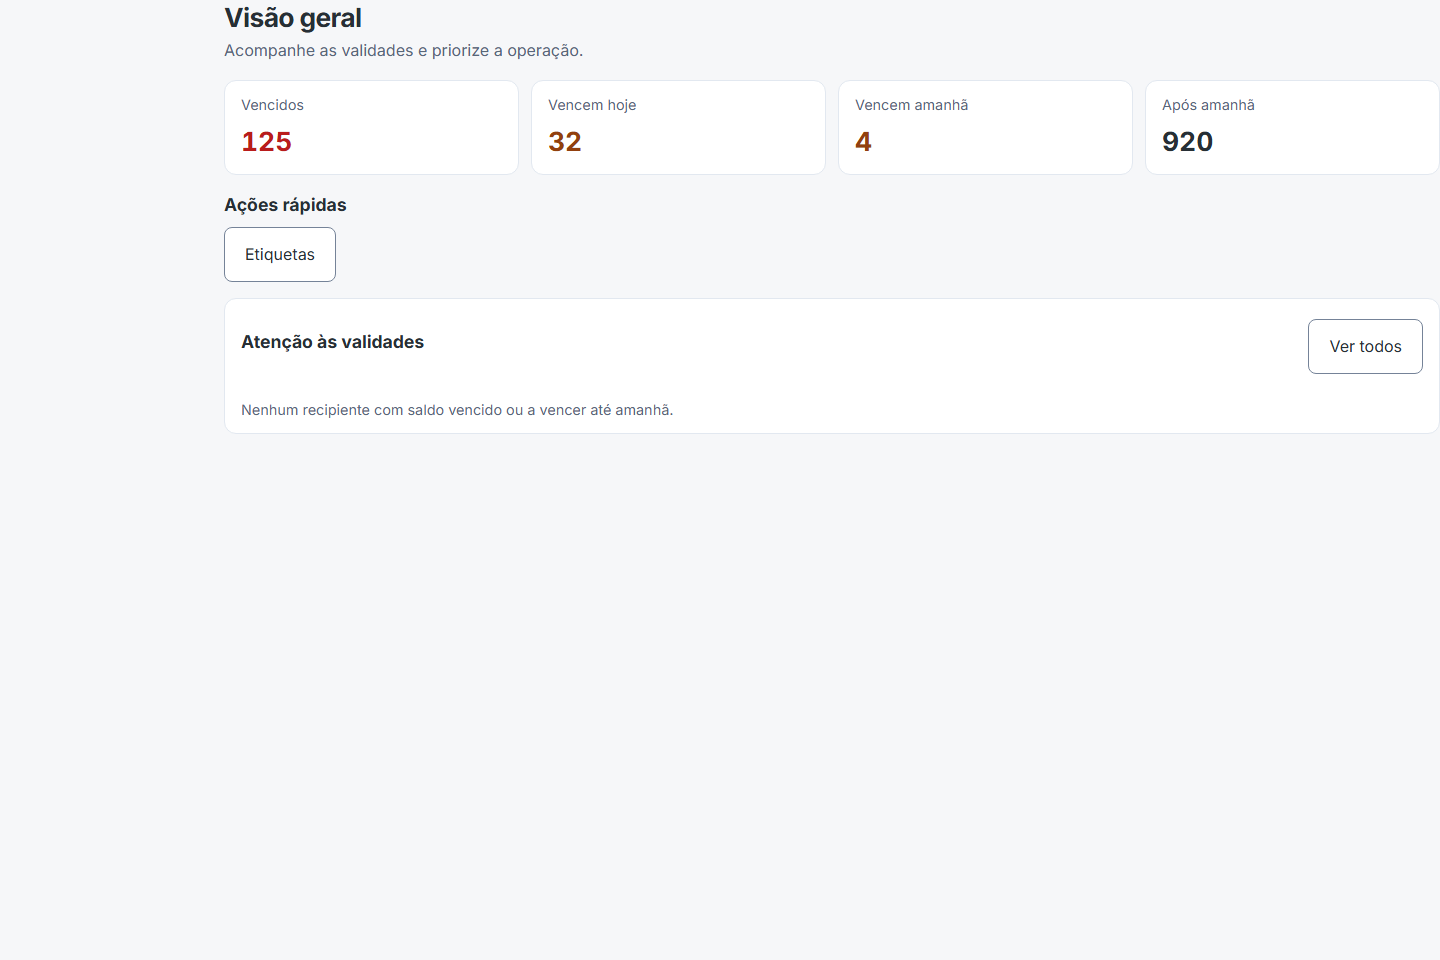 Visão geral
Acompanhe as validades e priorize a operação.
Vencidos
125
Vencem hoje
32
Vencem amanhã
4
Após amanhã
920
Ações rápidas
Etiquetas
Atenção às validades
Ver todos
Nenhum recipiente com saldo vencido ou a vencer até amanhã.